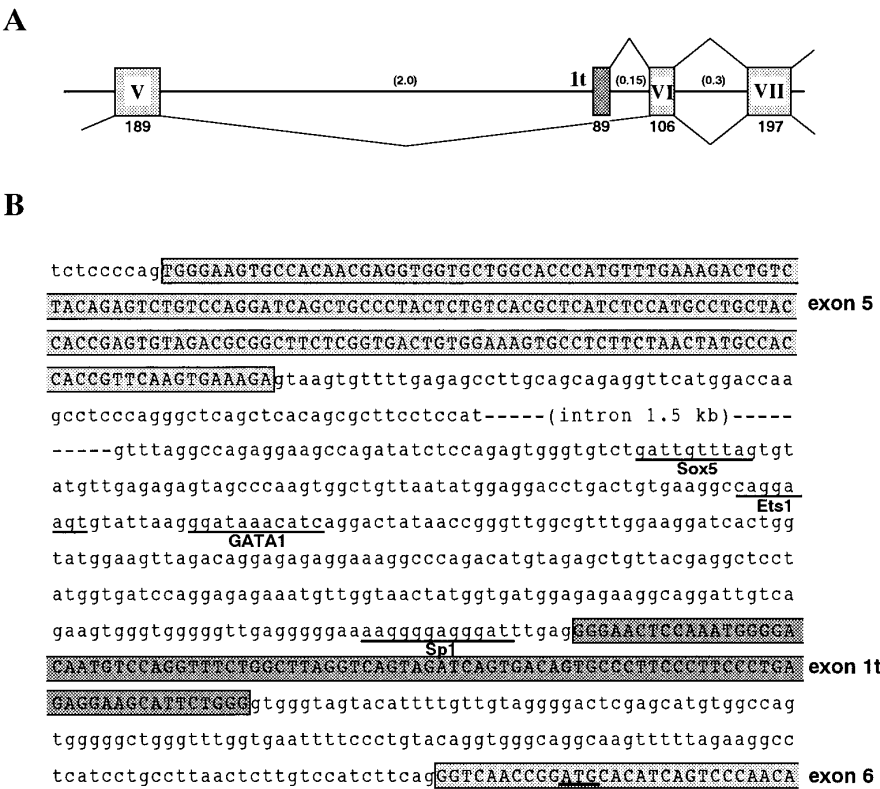 A
V
(2.0)
1t
(0.15)
VI
(0.3)
VII
189
89
106
197
B
tctccccagTGGGAAGTGCCACAACGAGGTGGTGCTGGCACCCATGTTTGAAAGACTGTC
TACAGAGTCTGTCCAGGATCAGCTGCCCTACTCTGTCACGCTCATCTCCATGCCTGCTAC exon 5
CACCGAGTGTAGACGCGGCTTCTCGGTGACTGTGGAAAGTGCCTCTTCTAACTATGCCAC
CACCGTTCAAGTGAAAGAgtaagtgttttgagagccttgcagcagaggttcatggaccaa
gcctcccagggctcagctcacagcgcttcctccat-----(intron 1.5 kb)-----
-----gtttaggccagaggaagccagatatctccagagtgggtgtctgattgtttagtgt
Sox5
atgttgagagagtagcccaagtggctgttaatatggaggacctgactgtgaaggccagga
Ets1
agtgtattaagggataaacatcaggactataaccgggttggcgtttggaaggatcactgg
GATA1
tatggaagttagacaggagagaggaaaggcccagacatgtagagctgttacgaggctcct
atggtgatccaggagagaaatgttggtaactatggtgatggagagaaggcaggattgtca
gaagtgggtgggggttgagggggaaaaggggagggatttgagGGGAACTCCAAATGGGGA
Sp1
CAATGTCCAGGTTTCTGGCTTAGGTCAGTAGATCAGTGACAGTGCCCTTCCCTTCCCTGA exon 1t
GAGGAAGCATTCTGGGgtgggtagtacattttgttgtaggggactcgagcatgtggccag
tgggggctgggtttggtgaattttccctgtacaggtgggcaggcaagtttttagaaggcc
tcatcctgccttaactcttgtccatcttcagGGTCAACCGGATGCACATCAGTCCCAACA exon 6